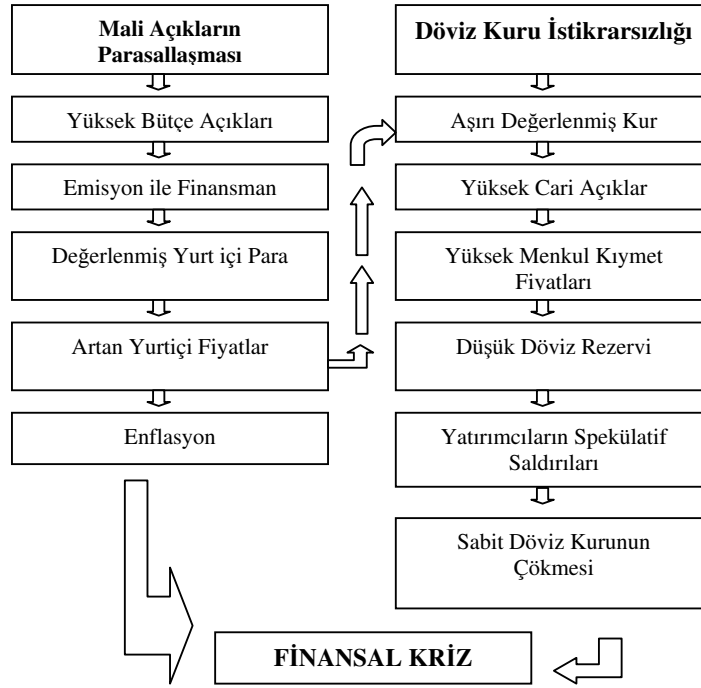 Mali Açıkların
Parasallaşması
Yüksek Bütçe Açıkları
Emisyon ile Finansman
Değerlenmiş Yurt içi Para
Artan Yurtiçi Fiyatlar
Enflasyon
Döviz Kuru İstikrarsızlığı
Aşırı Değerlenmiş Kur
Yüksek Cari Açıklar
Yüksek Menkul Kıymet
Fiyatları
Düşük Döviz Rezervi
Yatırımcıların Spekülatif
Saldırıları
Sabit Döviz Kurunun
Çökmesi
FİNANSAL KRİZ